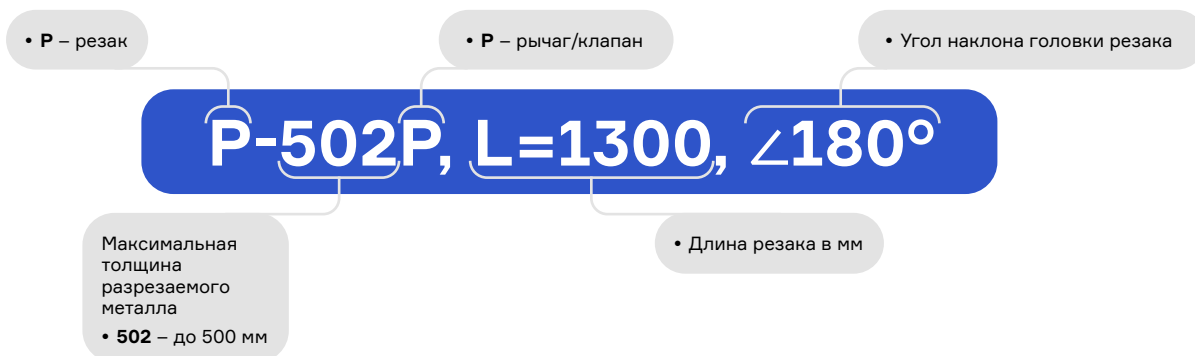 • Р – резак
• Р – рычаг/клапан
• Угол наклона головки резака
Р-502Р, L=1300, ∠180°
Максимальная
толщина
разрезаемого
металла
• 502 – до 500 мм
• Длина резака в мм